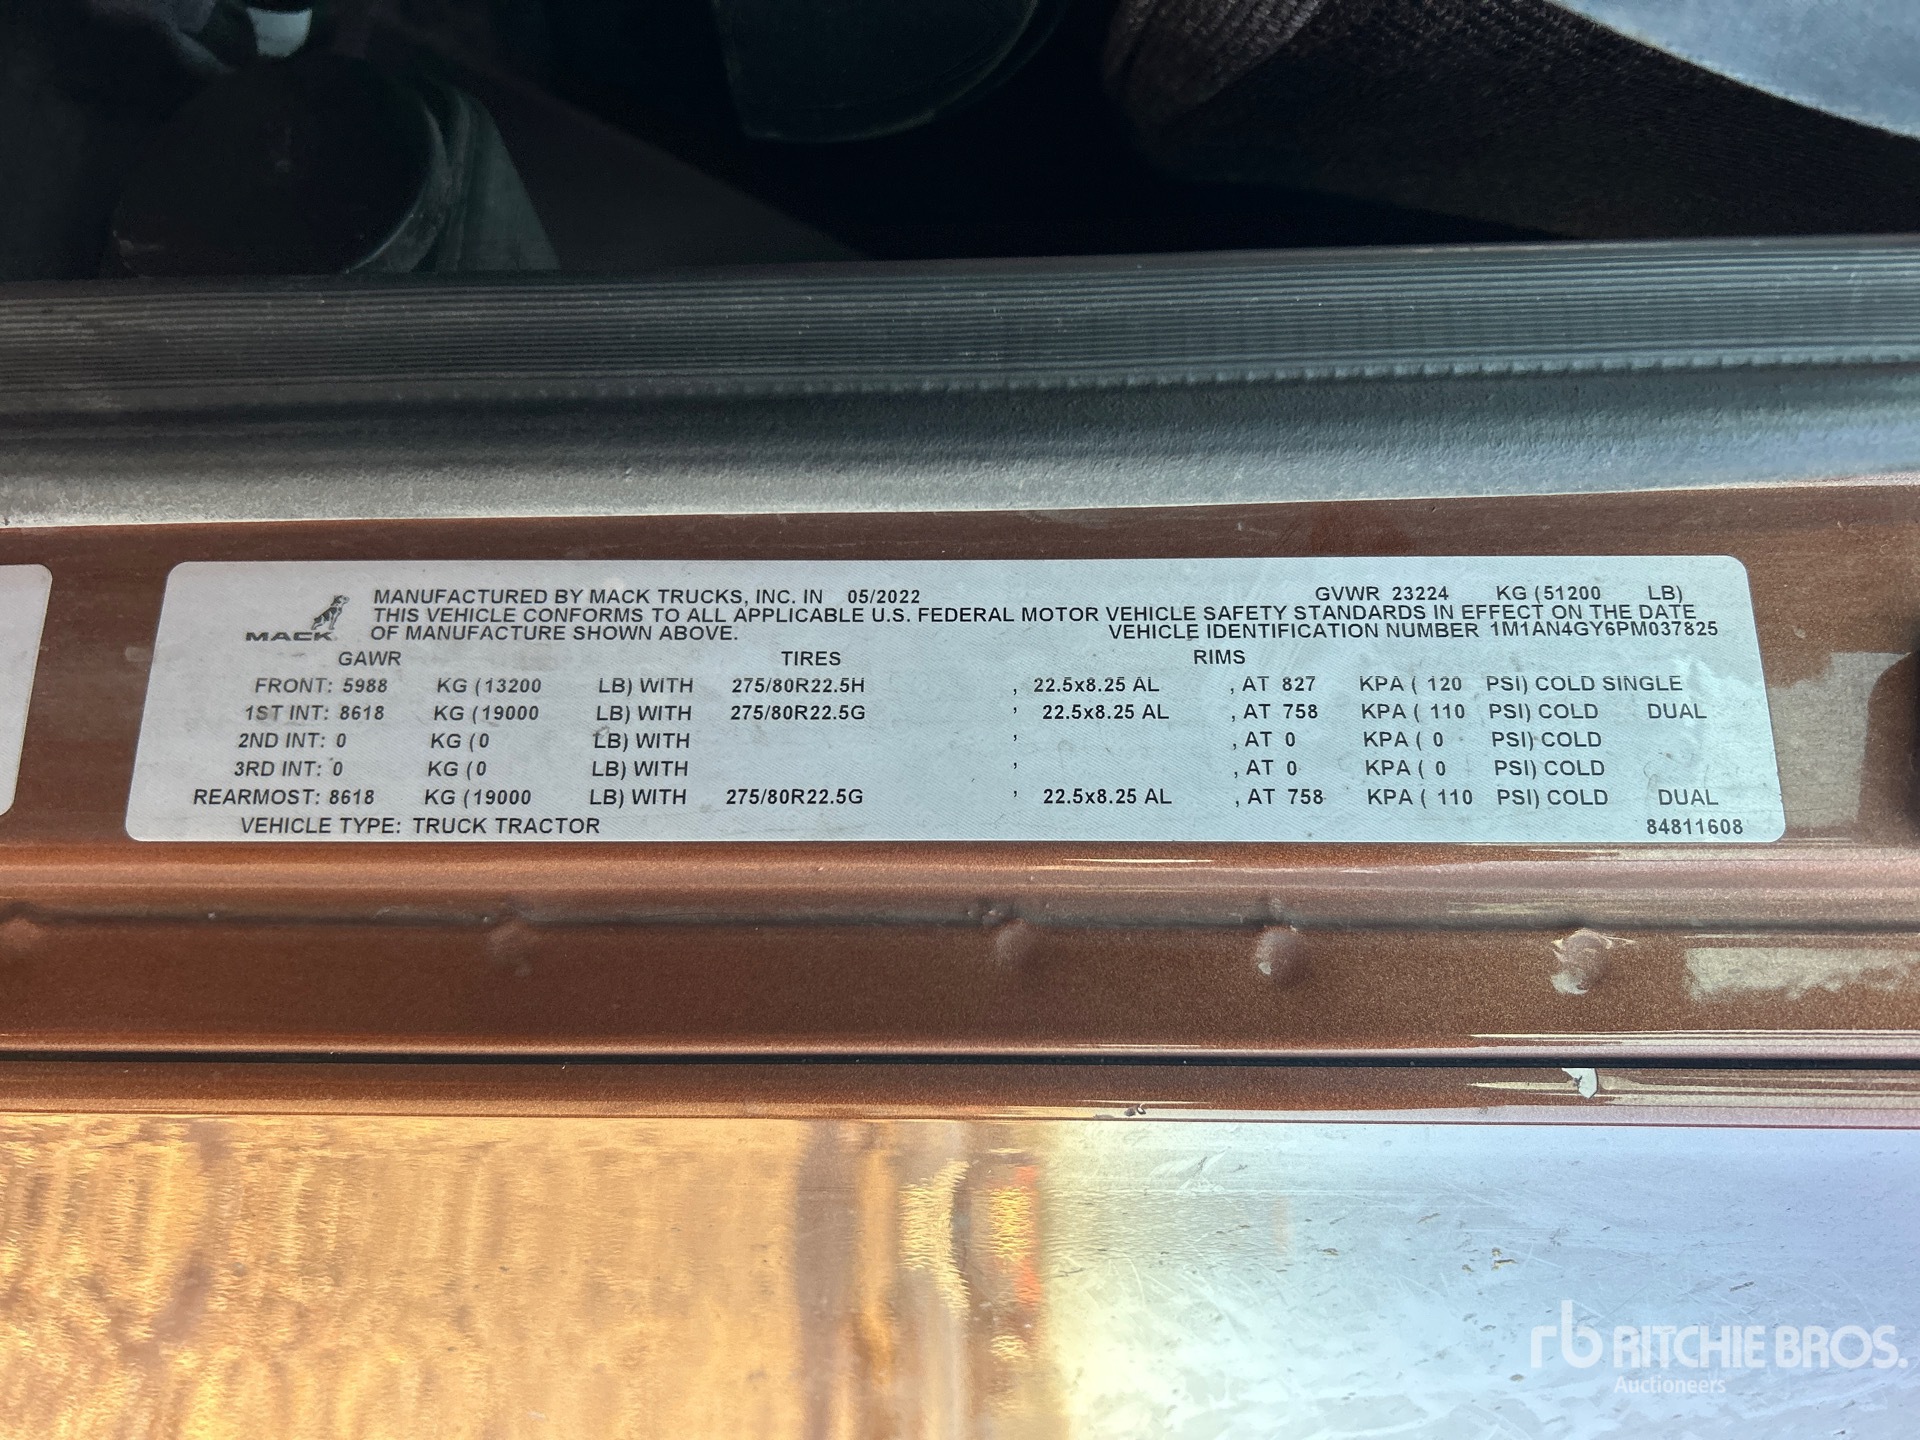 MANUFACTURED BY MACK TRUCKS, INC. IN 05/2022 GVWR 23224 KG (51200 LB)
THIS VEHICLE CONFORMS TO ALL APPLICABLE U.S. FEDERAL MOTOR VEHICLE SAFETY STANDARDS IN EFFECT ON THE DATE
MACK OF MANUFACTURE SHOWN ABOVE. VEHICLE IDENTIFICATION NUMBER 1M1AN4GY6PM037825
GAWR TIRES RIMS
FRONT: 5988 KG (13200 LB) WITH 275/80R22.5H , 22.5x8.25 AL , AT 827 KPA ( 120 PSI) COLD SINGLE
1ST INT: 8618 KG (19000 LB) WITH 275/80R22.5G , 22.5x8.25 AL , AT 758 KPA ( 110 PSI) COLD DUAL
2ND INT: 0 KG (0 LB) WITH , , AT 0 KPA ( 0 PSI) COLD
3RD INT: 0 KG (0 LB) WITH , , AT 0 KPA ( 0 PSI) COLD
REARMOST: 8618 KG (19000 LB) WITH 275/80R22.5G , 22.5x8.25 AL , AT 758 KPA ( 110 PSI) COLD DUAL
VEHICLE TYPE: TRUCK TRACTOR 84811608
rb RITCHIE BROS.
Auctioneers